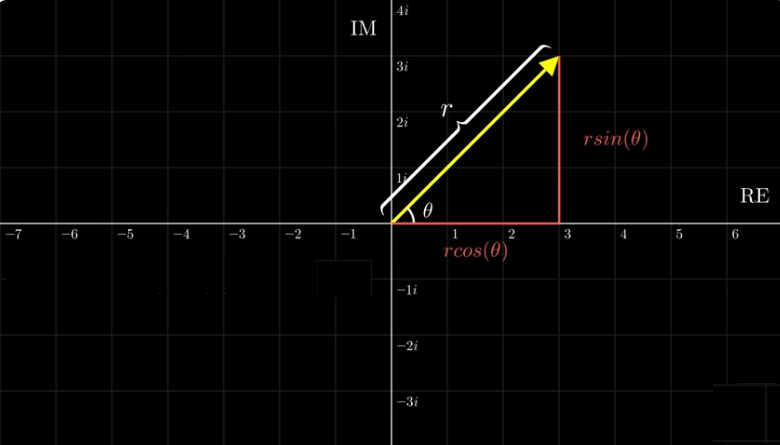 4i
IM
3i
r
2i
rsin(θ)
1i
RE
θ
−7 −6 −5 −4 −3 −2 −1 1 2 3 4 5 6
rcos(θ)
−1i
−2i
−3i